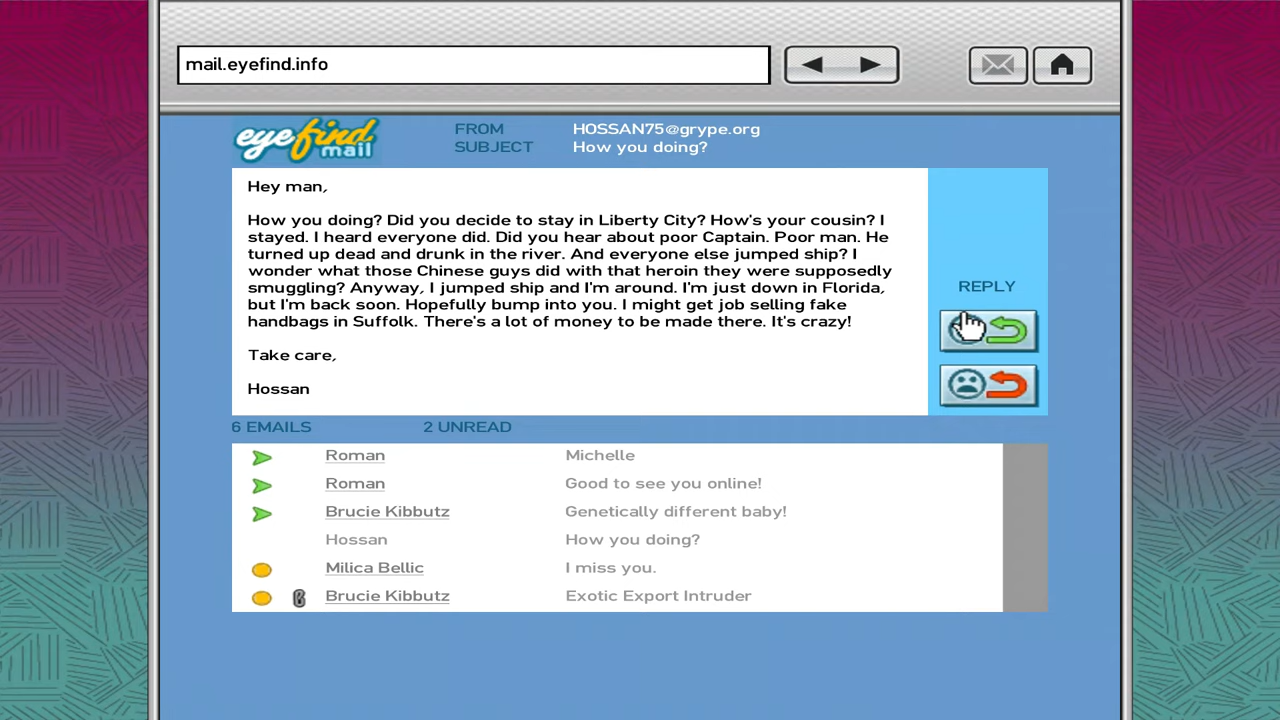 mail.eyefind.info
eyefind mail
FROM HOSSAN75@grype.org
SUBJECT How you doing?
Hey man,
How you doing? Did you decide to stay in Liberty City? How's your cousin? I
stayed. I heard everyone did. Did you hear about poor Captain. Poor man. He
turned up dead and drunk in the river. And everyone else jumped ship? I
wonder what those Chinese guys did with that heroin they were supposedly
smuggling? Anyway, I jumped ship and I'm around. I'm just down in Florida,
but I'm back soon. Hopefully bump into you. I might get job selling fake
handbags in Suffolk. There's a lot of money to be made there. It's crazy!
Take care,
Hossan
REPLY
6 EMAILS 2 UNREAD
Roman Michelle
Roman Good to see you online!
Brucie Kibbutz Genetically different baby!
Hossan How you doing?
Milica Bellic I miss you.
Brucie Kibbutz Exotic Export Intruder